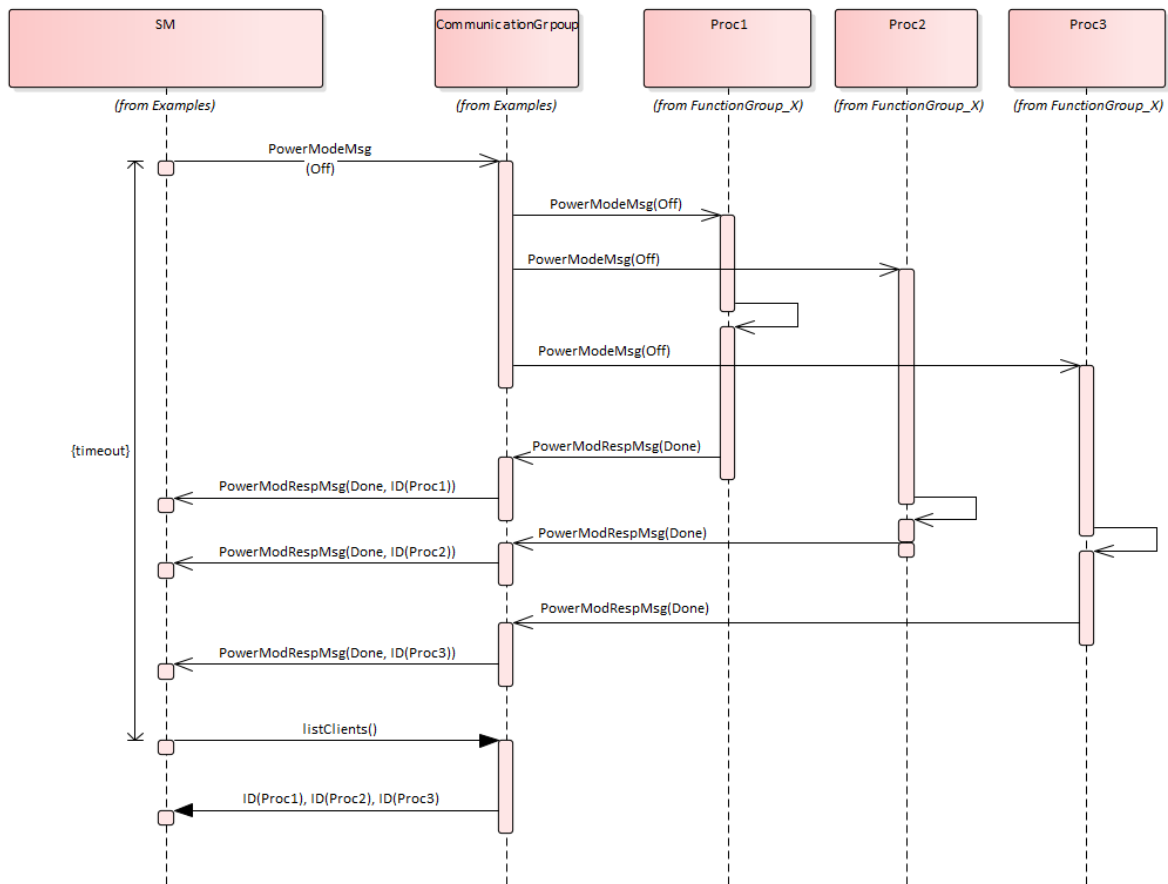 SM
CommunicationGrpoup
Proc1
Proc2
Proc3
(from Examples)
(from Examples)
(from FunctionGroup_X)
(from FunctionGroup_X)
(from FunctionGroup_X)
PowerModeMsg
(Off)
PowerModeMsg(Off)
PowerModeMsg(Off)
PowerModeMsg(Off)
{timeout}
PowerModRespMsg(Done)
PowerModRespMsg(Done, ID(Proc1))
PowerModRespMsg(Done)
PowerModRespMsg(Done, ID(Proc2))
PowerModRespMsg(Done)
PowerModRespMsg(Done, ID(Proc3))
listClients()
ID(Proc1), ID(Proc2), ID(Proc3)